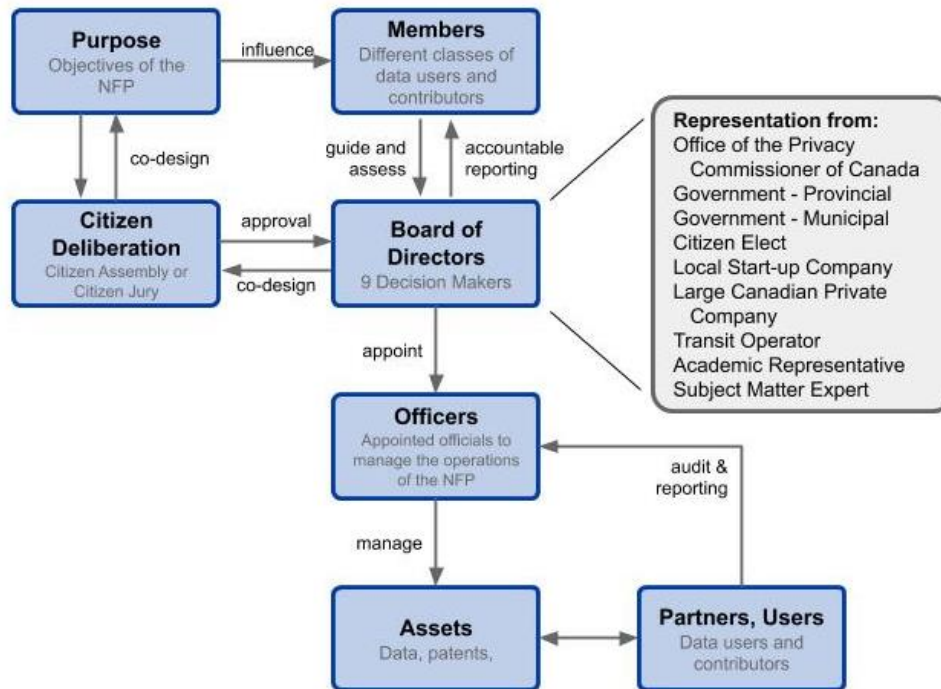 Purpose
Objectives of the
NFP
influence
Members
Different classes of
data users and
contributors
co-design
guide and
assess
accountable
reporting
Citizen
Deliberation
Citizen Assembly or
Citizen Jury
approval
co-design
Board of
Directors
9 Decision Makers
Representation from:
Office of the Privacy
Commissioner of Canada
Government - Provincial
Government - Municipal
Citizen Elect
Local Start-up Company
Large Canadian Private
Company
Transit Operator
Academic Representative
Subject Matter Expert
appoint
Officers
Appointed officials to
manage the operations
of the NFP
audit &
reporting
manage
Assets
Data, patents,
Partners, Users
Data users and
contributors